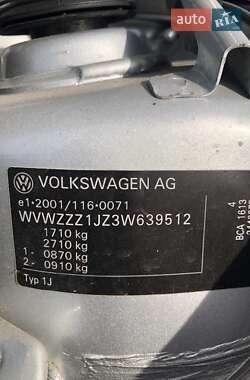 auto
RIA.com
VOLKSWAGEN AG
e1*2001/116*0071
WVWZZZ1JZ3W639512
1710 kg
2710 kg
1- 0870 kg
2- 0910 kg
Typ 1J
4
BCA 1613